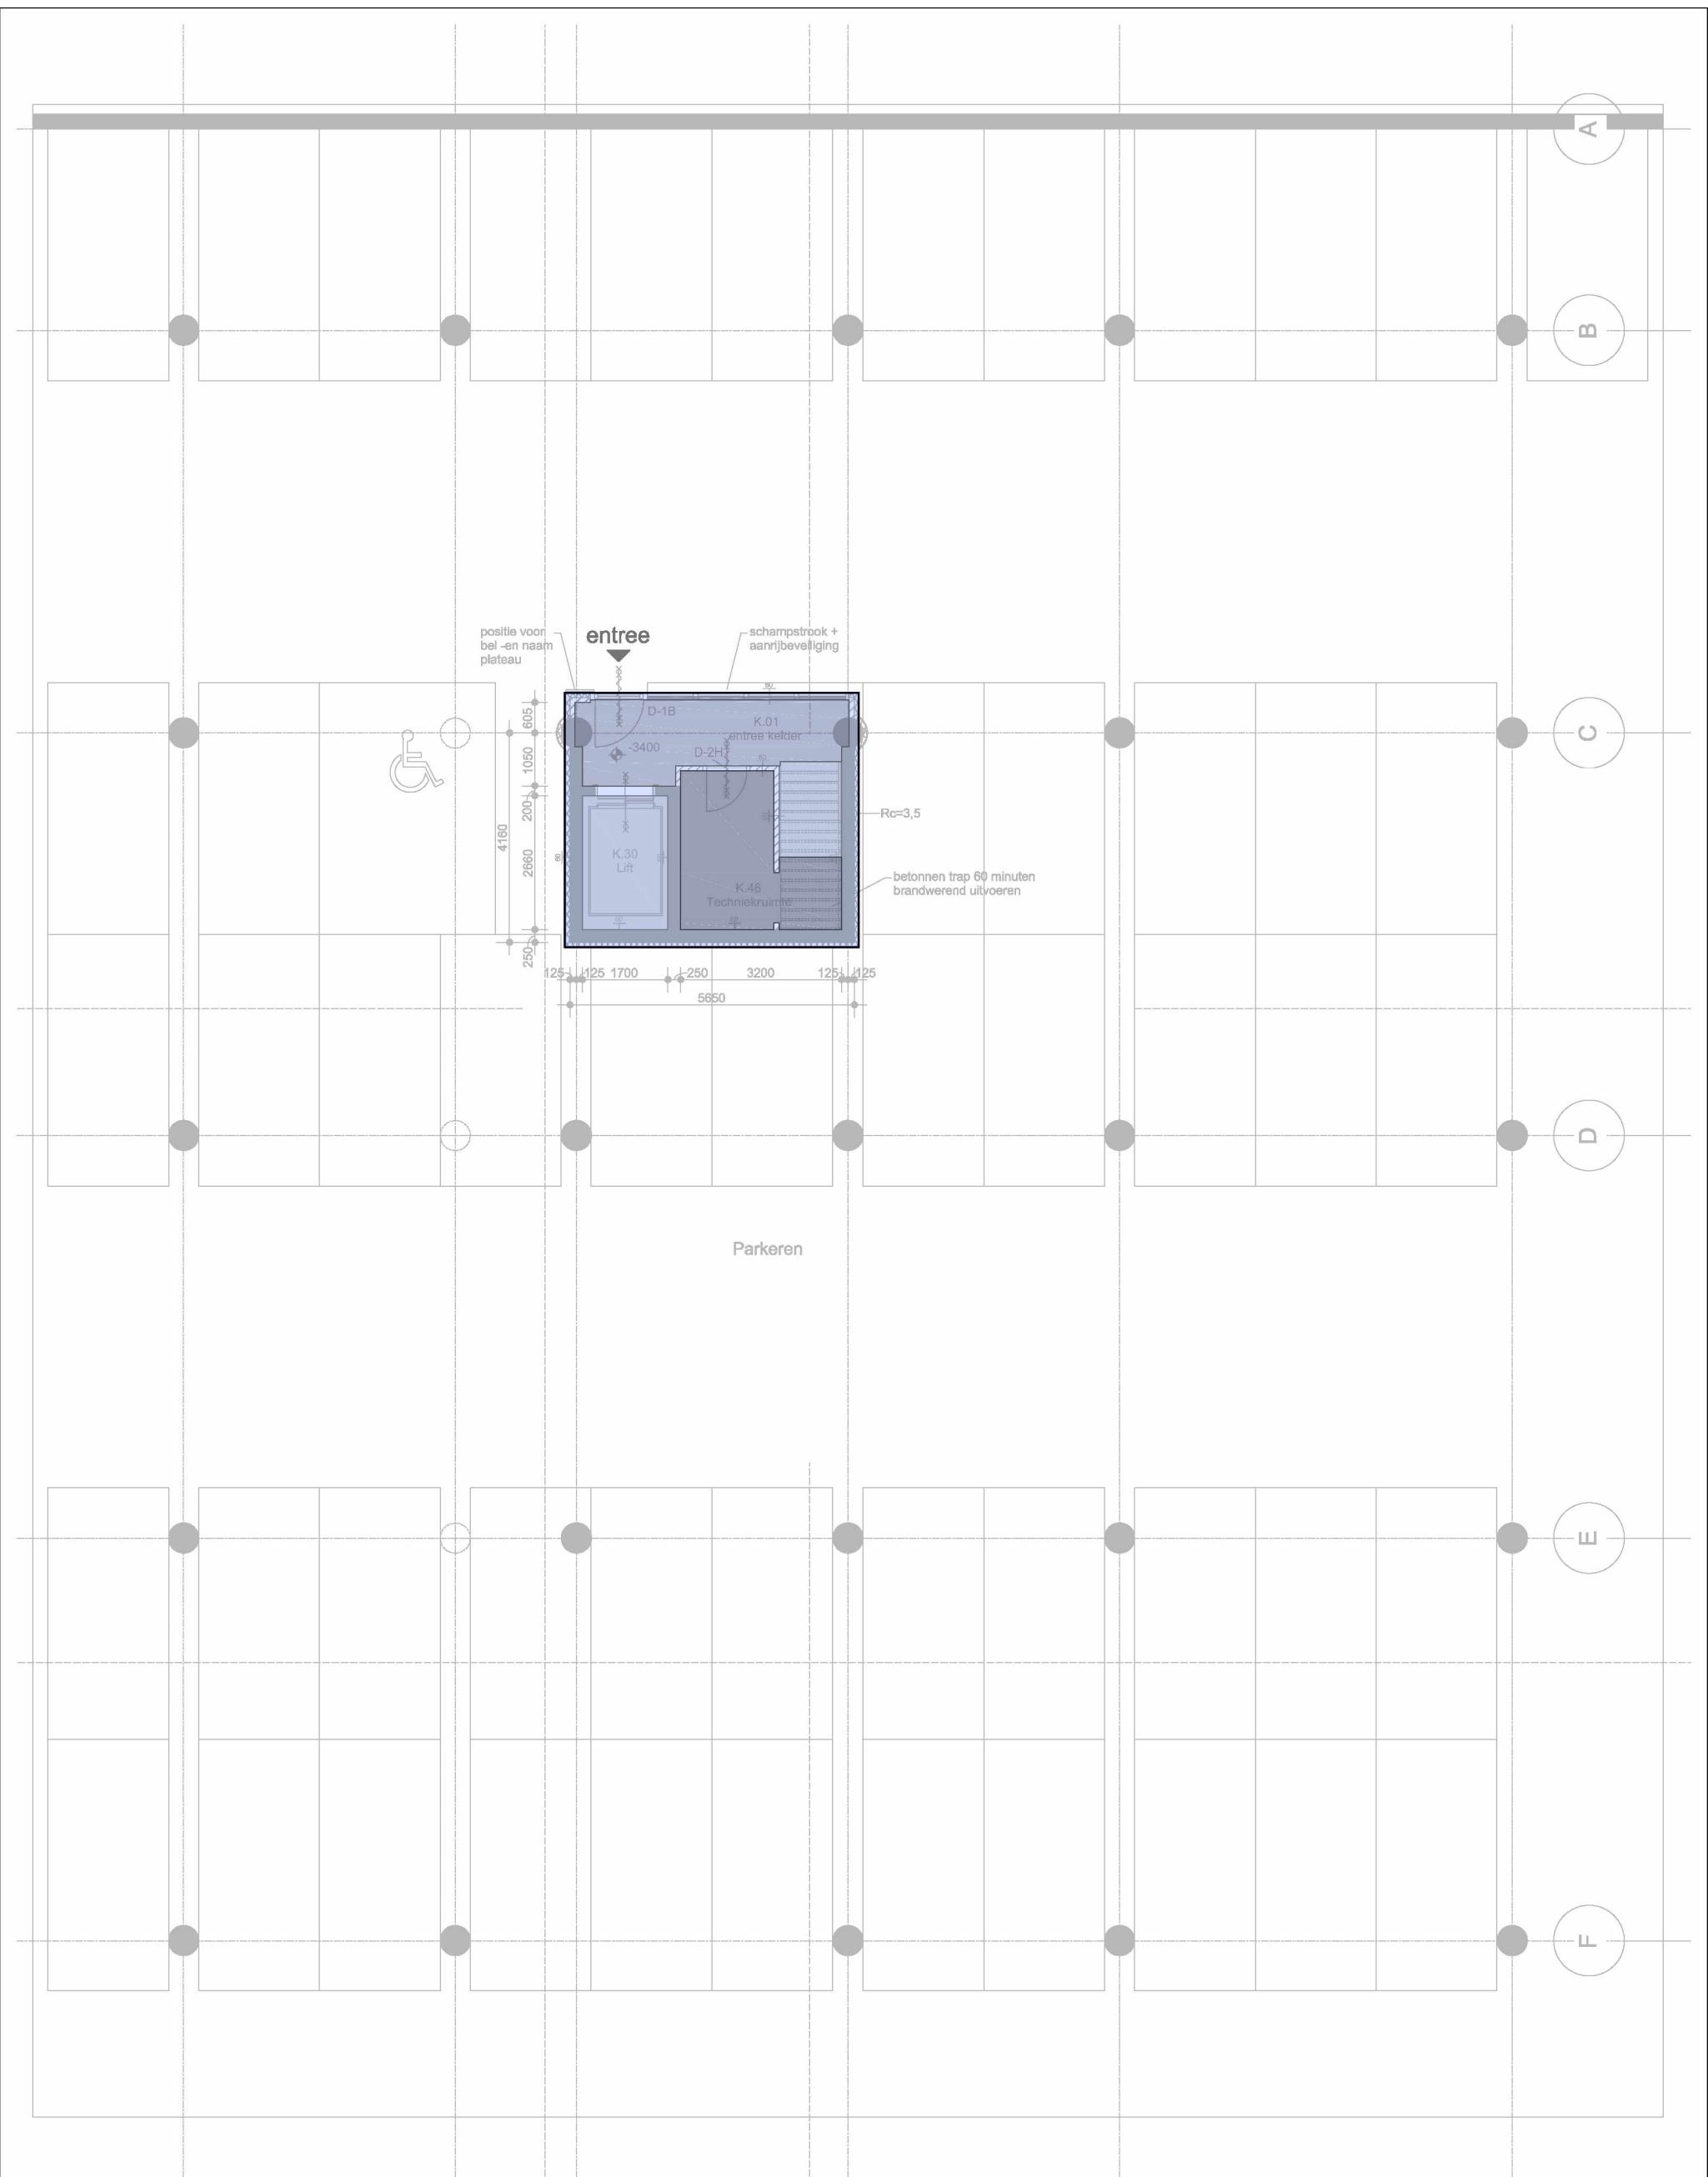 A
B
positie voor
bel -en naam
plateau
entree
schampstrook +
aanrijbeveiliging
605
D-1B
K.01
entree kelder
C
-3400
D-2H
1050
200
4160
2660
Rc=3,5
K.30
Lift
K.46
Techniekruimte
betonnen trap 60 minuten
brandwerend uitvoeren
250
125
125
1700
250
3200
125
125
5650
D
Parkeren
E
F